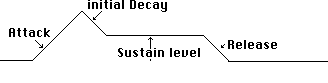 initial Decay
Attack
Sustain level
Release